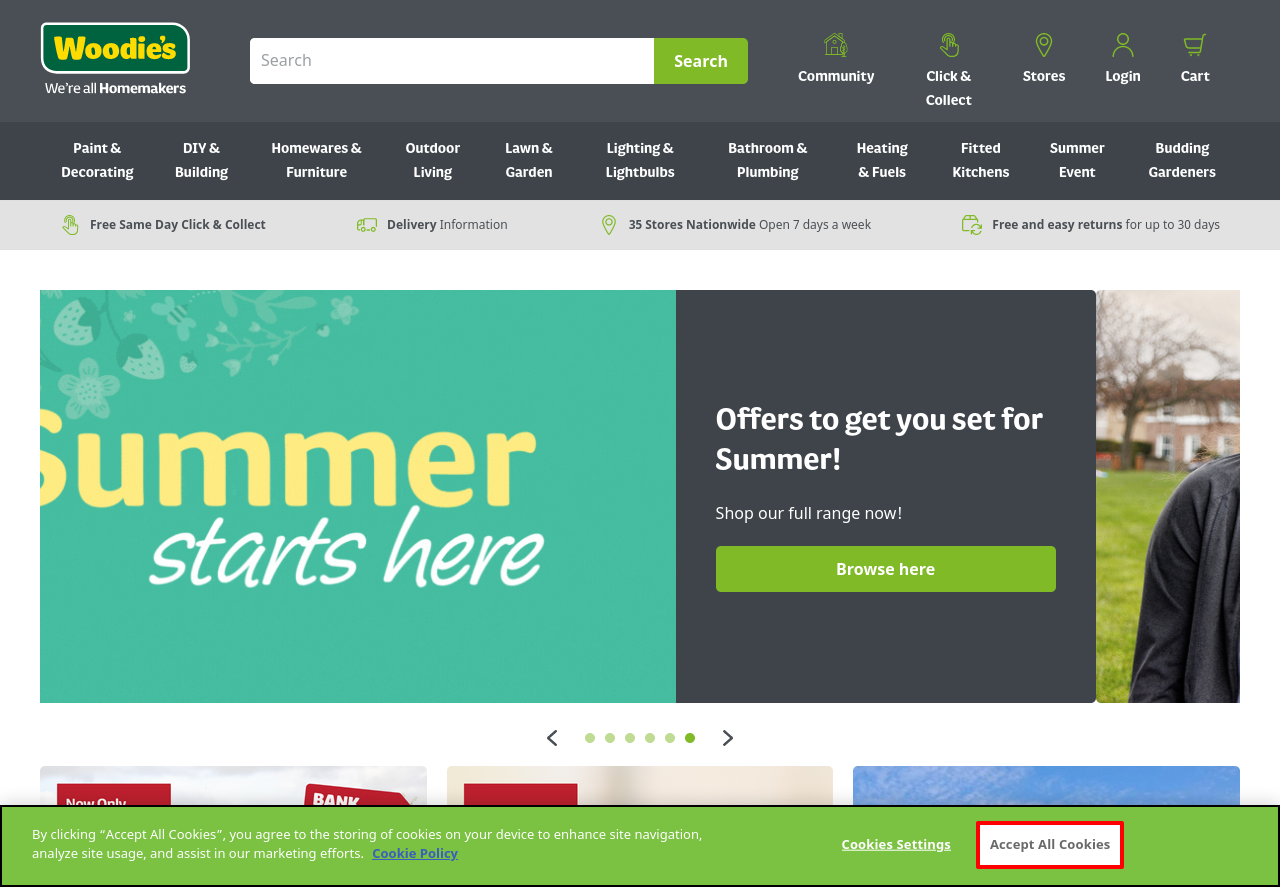 Woodie's
We're all Homemakers
Search
Search
Community
Click &
Collect
Stores
Login
Cart
Paint &
Decorating
DIY &
Building
Homewares &
Furniture
Outdoor
Living
Lawn &
Garden
Lighting &
Lightbulbs
Bathroom &
Plumbing
Heating
& Fuels
Fitted
Kitchens
Summer
Event
Budding
Gardeners
Free Same Day Click & Collect
Delivery Information
35 Stores Nationwide Open 7 days a week
Free and easy returns for up to 30 days
Summer
starts here
Offers to get you set for
Summer!
Shop our full range now!
Browse here
Now Only
BANK
By clicking “Accept All Cookies”, you agree to the storing of cookies on your device to enhance site navigation,
analyze site usage, and assist in our marketing efforts. Cookie Policy
Cookies Settings
Accept All Cookies